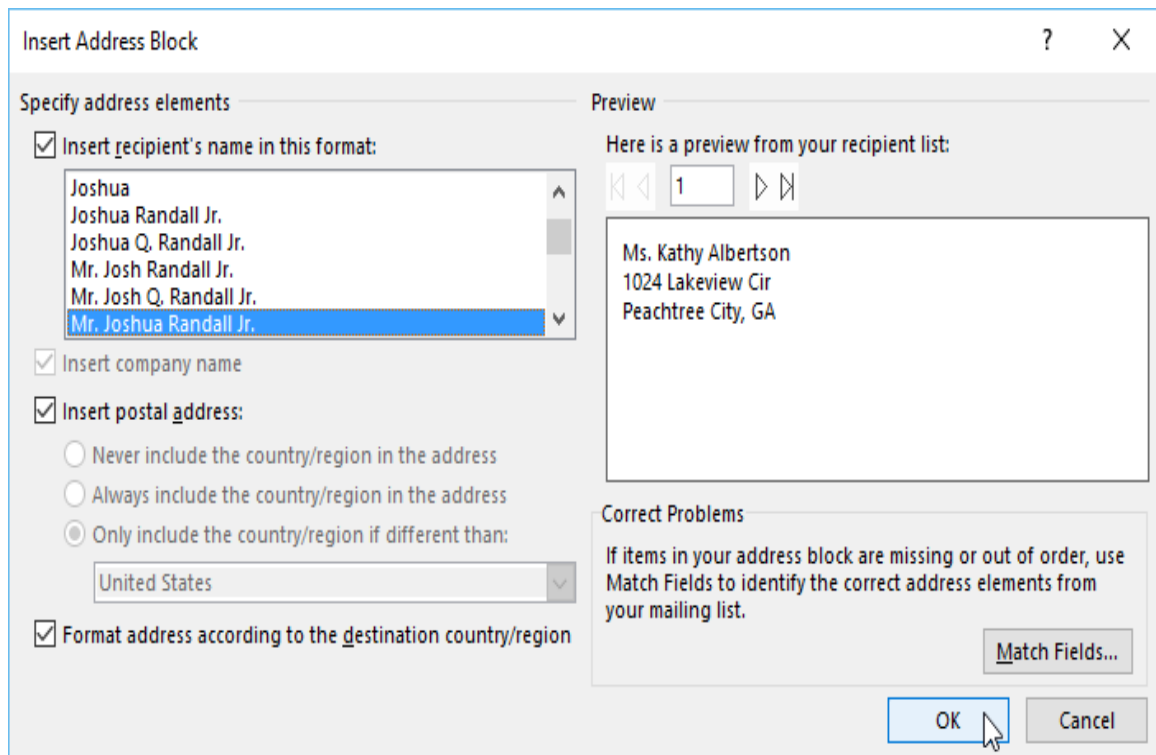 Insert Address Block
?
Specify address elements
Insert recipient's name in this format:
Joshua
Joshua Randall Jr.
Joshua Q. Randall Jr.
Mr. Josh Randall Jr.
Mr. Josh Q. Randall Jr.
Mr. Joshua Randall Jr.
Insert company name
Insert postal address:
Never include the country/region in the address
Always include the country/region in the address
Only include the country/region if different than:
United States
Format address according to the destination country/region
Preview
Here is a preview from your recipient list:
1
Ms. Kathy Albertson
1024 Lakeview Cir
Peachtree City, GA
Correct Problems
If items in your address block are missing or out of order, use
Match Fields to identify the correct address elements from
your mailing list.
Match Fields...
OK
Cancel